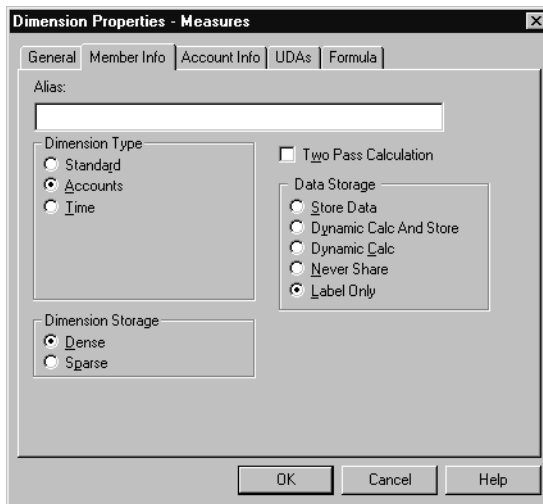 Dimension Properties - Measures
General Member Info Account Info UDAs Formula
Alias:
Dimension Type
Standard
Accounts
Time
Two Pass Calculation
Data Storage
Store Data
Dynamic Calc And Store
Dynamic Calc
Never Share
Label Only
Dimension Storage
Dense
Sparse
OK Cancel Help